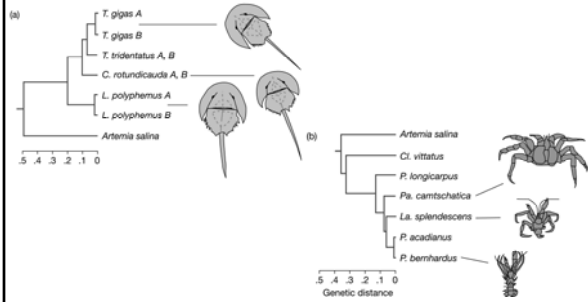 (a)
T. gigas A
T. gigas B
T. tridentatus A, B
C. rotundicauda A, B
L. polyphemus A
L. polyphemus B
Artemia salina
.5 .4 .3 .2 .1 0
(b)
Artemia salina
Cl. vittatus
P. longicarpus
Pa. camtschatica
La. splendescens
P. acadianus
P. bernhardus
.5 .4 .3 .2 .1 0
Genetic distance